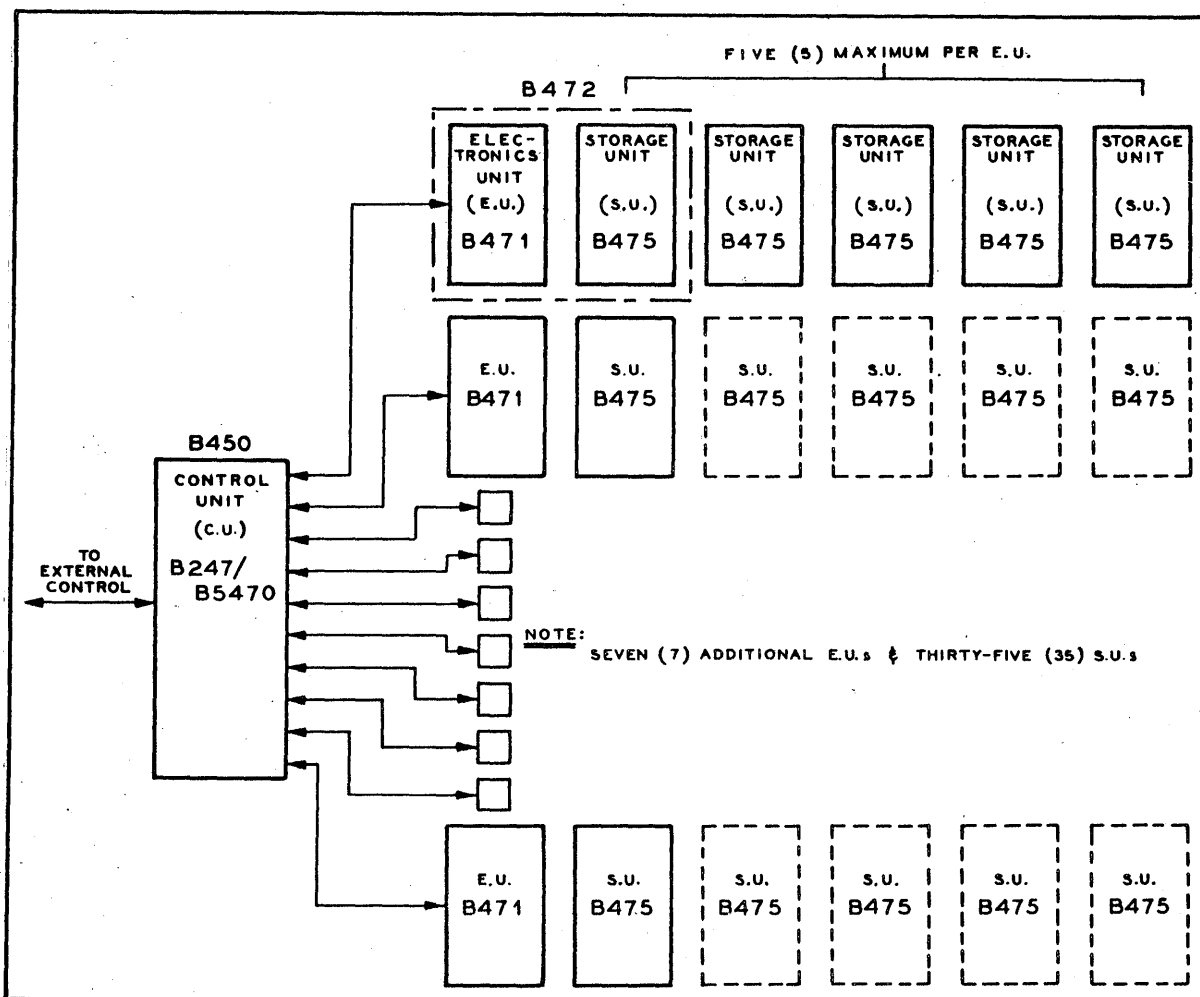 FIVE (5) MAXIMUM PER E.U.
B472
ELEC-
TRONICS
UNIT
(E.U.)
B471
STORAGE
UNIT
(S.U.)
B475
STORAGE
UNIT
(S.U.)
B475
STORAGE
UNIT
(S.U.)
B475
STORAGE
UNIT
(S.U.)
B475
STORAGE
UNIT
(S.U.)
B475
E.U.
B471
S.U.
B475
S.U.
B475
S.U.
B475
S.U.
B475
S.U.
B475
B450
CONTROL
UNIT
(C.U.)
B247/
B5470
TO
EXTERNAL
CONTROL
NOTE:
SEVEN (7) ADDITIONAL E.U.s & THIRTY-FIVE (35) S.U.s
E.U.
B471
S.U.
B475
S.U.
B475
S.U.
B475
S.U.
B475
S.U.
B475